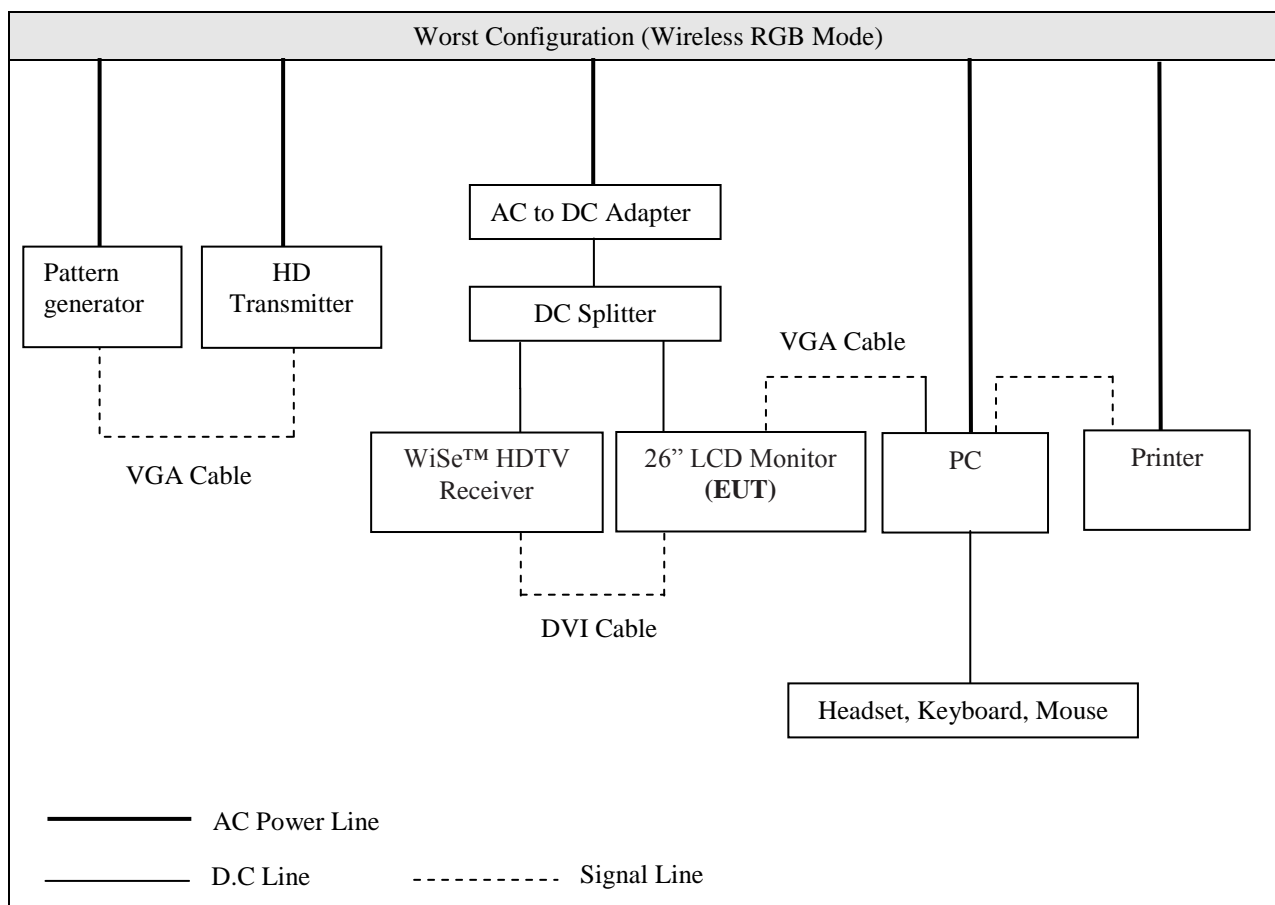 Worst Configuration (Wireless RGB Mode)
AC to DC Adapter
Pattern
generator
HD
Transmitter
DC Splitter
VGA Cable
WiSe™ HDTV
Receiver
26” LCD Monitor
(EUT)
PC
Printer
VGA Cable
DVI Cable
Headset, Keyboard, Mouse
AC Power Line
D.C Line
Signal Line